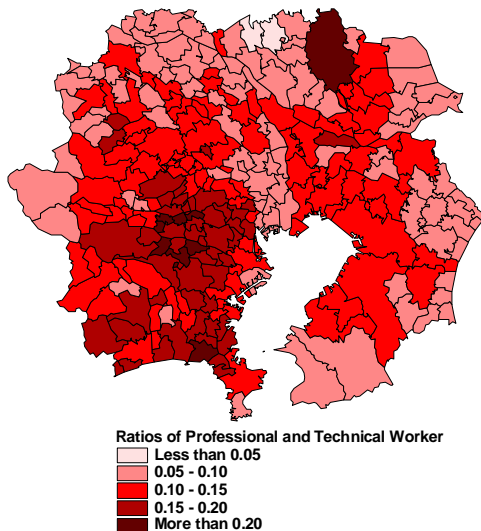 Ratios of Professional and Technical Worker
Less than 0.05
0.05 - 0.10
0.10 - 0.15
0.15 - 0.20
More than 0.20